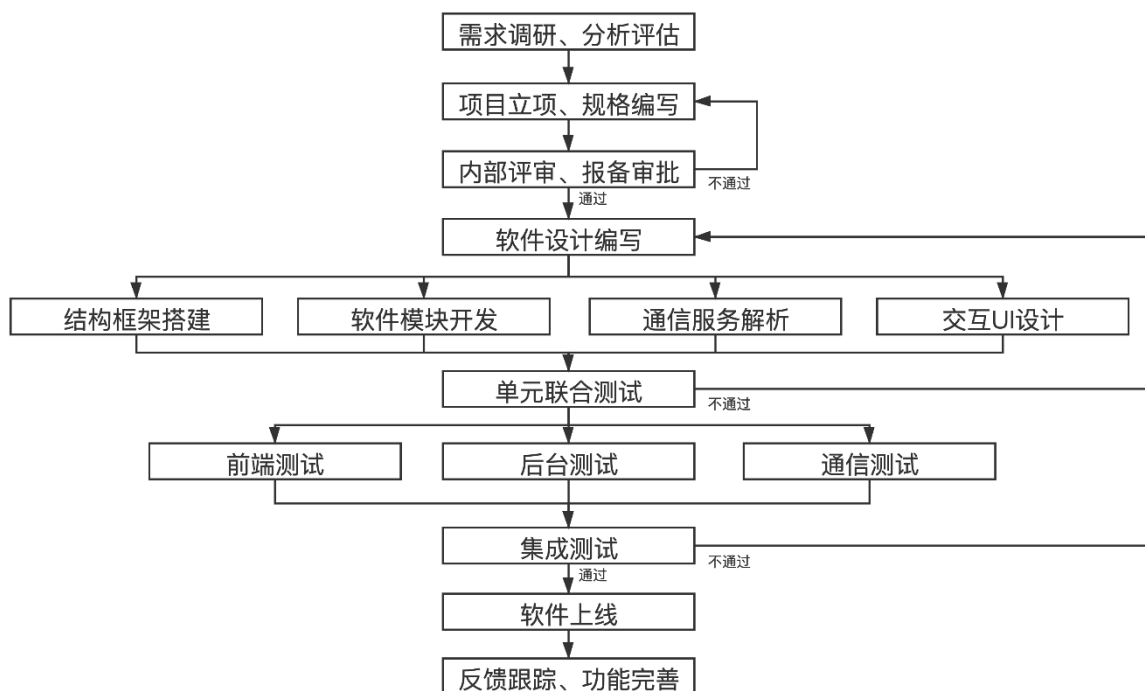 需求调研、分析评估
项目立项、规格编写
内部评审、报备审批
不通过
通过
软件设计编写
结构框架搭建
软件模块开发
通信服务解析
交互UI设计
单元联合测试
不通过
前端测试
后台测试
通信测试
集成测试
不通过
通过
软件上线
反馈跟踪、功能完善